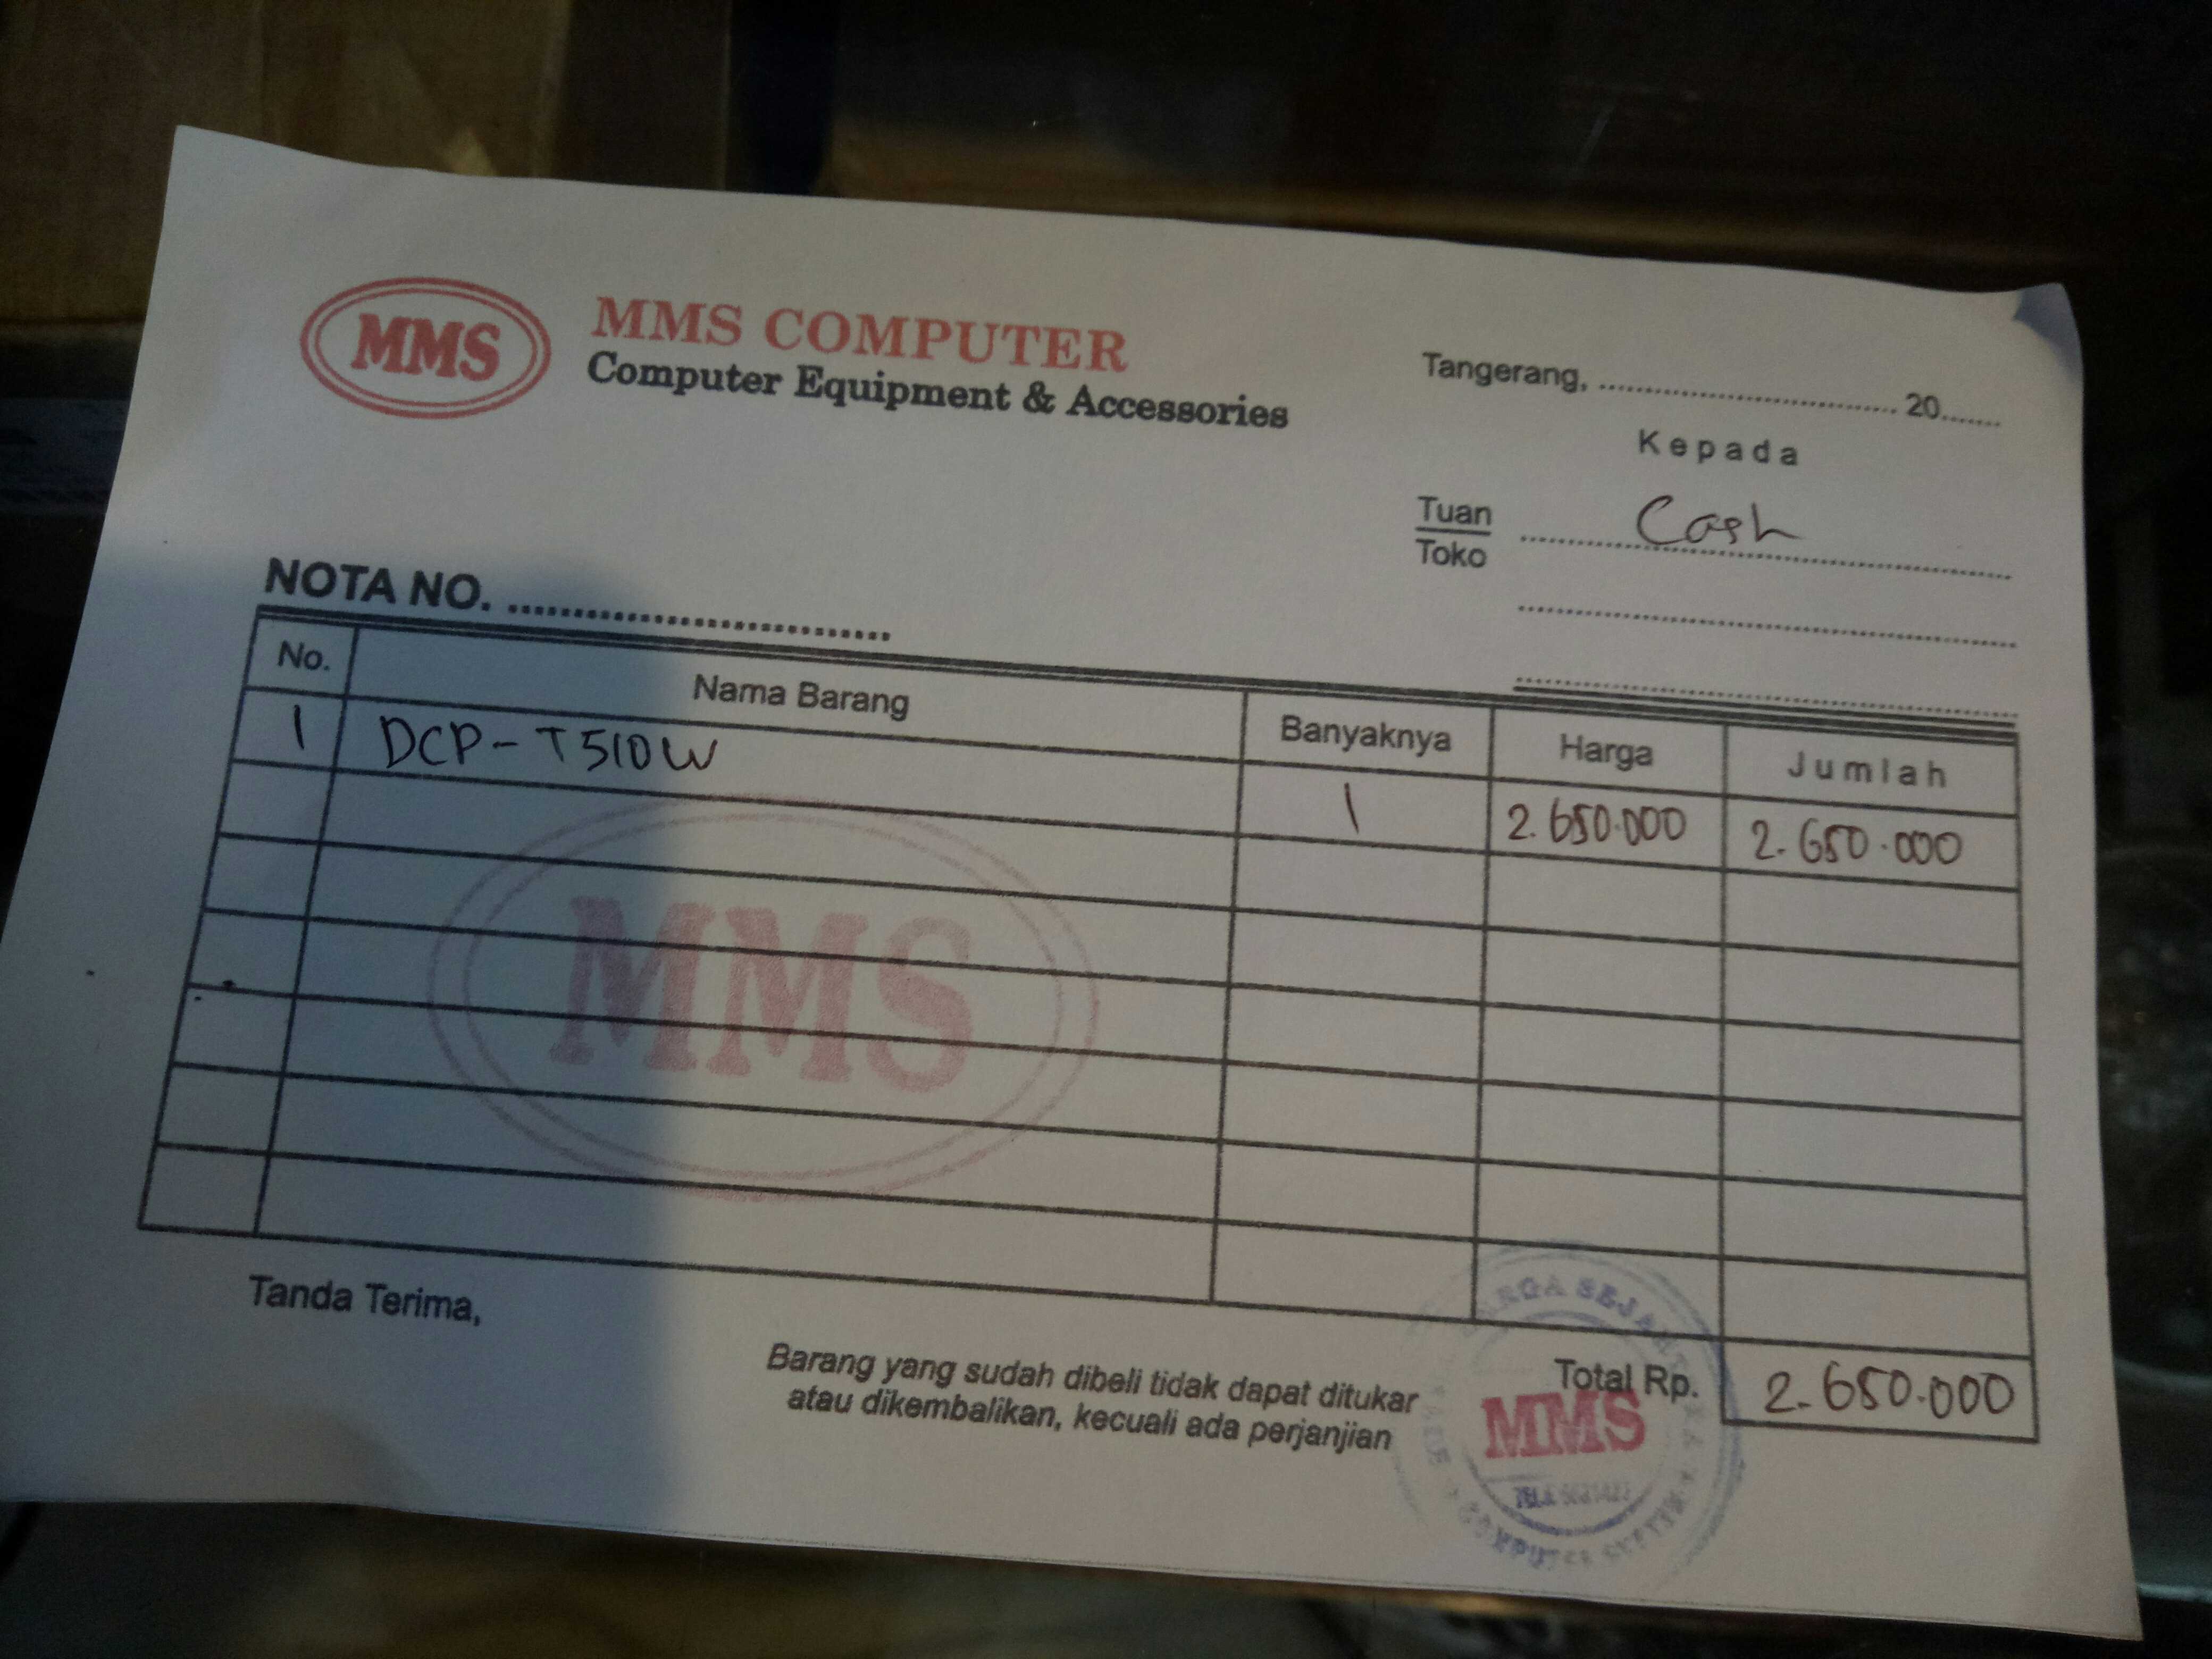 MMS
MMS COMPUTER
Computer Equipment & Accessories
Tangerang, .................................... 20.......
Kepada
Tuan
Toko
Cash
NOTA NO. ....................................
No. Nama Barang Banyaknya Harga Jumlah
1 DCP-T510W 1 2.650.000 2.650.000
MMS
Tanda Terima,
Barang yang sudah dibeli tidak dapat ditukar
atau dikembalikan, kecuali ada perjanjian
Total Rp. 2.650.000
MMS
COMPUTER